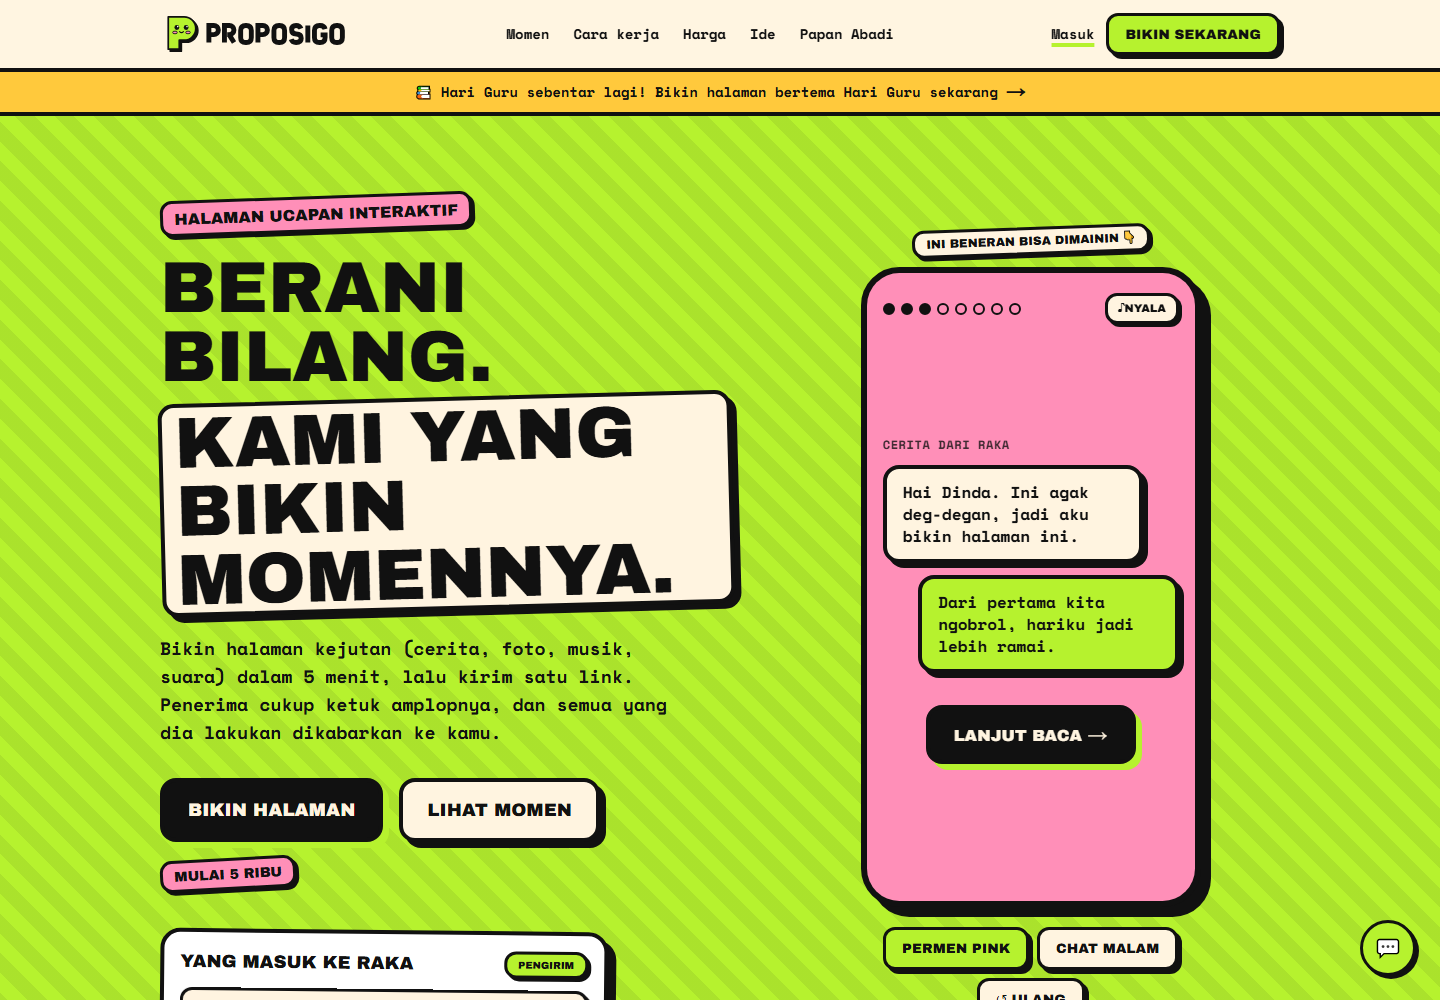 PROPOSIGO
Momen
Cara kerja
Harga
Ide
Papan Abadi
Masuk
BIKIN SEKARANG
Hari Guru sebentar lagi! Bikin halaman bertema Hari Guru sekarang →
HALAMAN UCAPAN INTERAKTIF
BERANI
BILANG.
KAMI YANG
BIKIN
MOMENNYA.
Bikin halaman kejutan (cerita, foto, musik,
suara) dalam 5 menit, lalu kirim satu link.
Penerima cukup ketuk amplopnya, dan semua yang
dia lakukan dikabarkan ke kamu.
BIKIN HALAMAN
LIHAT MOMEN
MULAI 5 RIBU
YANG MASUK KE RAKA
PENGIRIM
INI BENERAN BISA DIMAININ 👇
♪NYALA
CERITA DARI RAKA
Hai Dinda. Ini agak
deg-degan, jadi aku
bikin halaman ini.
Dari pertama kita
ngobrol, hariku jadi
lebih ramai.
LANJUT BACA →
PERMEN PINK
CHAT MALAM
↺ ULANG